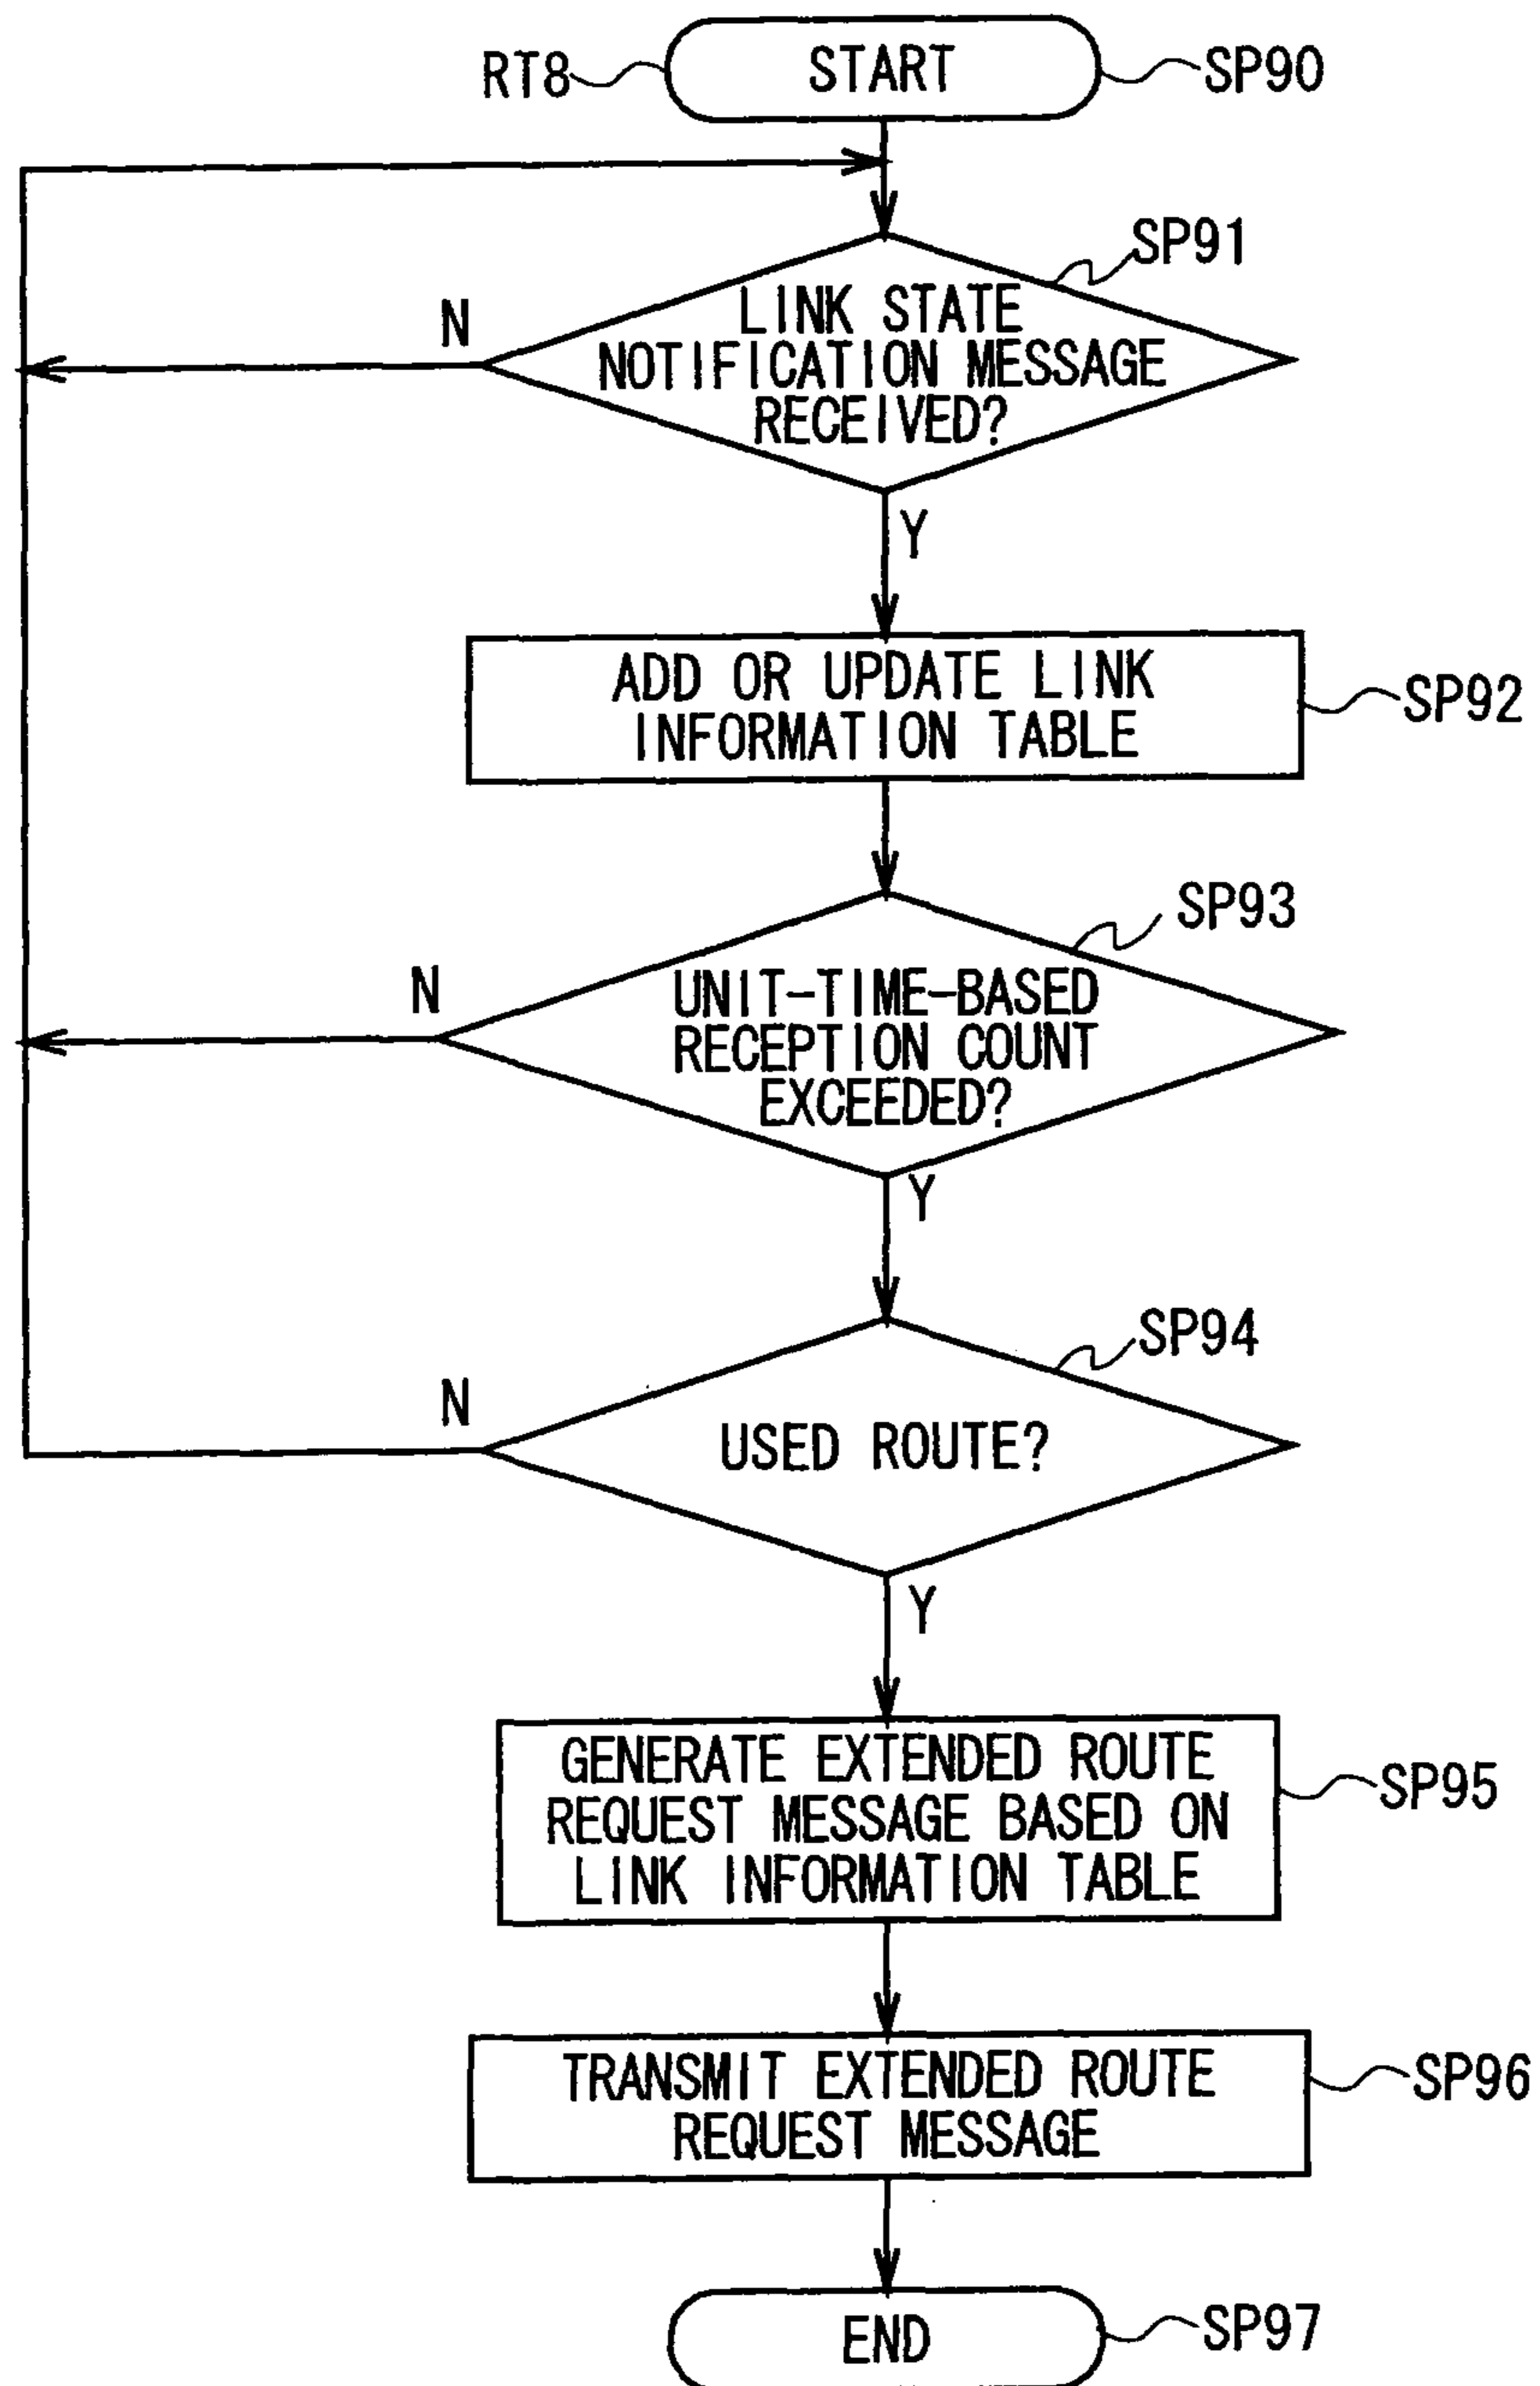 RT8
START
SP90
SP91
N
LINK STATE
NOTIFICATION MESSAGE
RECEIVED?
Y
ADD OR UPDATE LINK
INFORMATION TABLE
SP92
SP93
N
UNIT-TIME-BASED
RECEPTION COUNT
EXCEEDED?
Y
SP94
N
USED ROUTE?
Y
GENERATE EXTENDED ROUTE
REQUEST MESSAGE BASED ON
LINK INFORMATION TABLE
SP95
TRANSMIT EXTENDED ROUTE
REQUEST MESSAGE
SP96
END
SP97